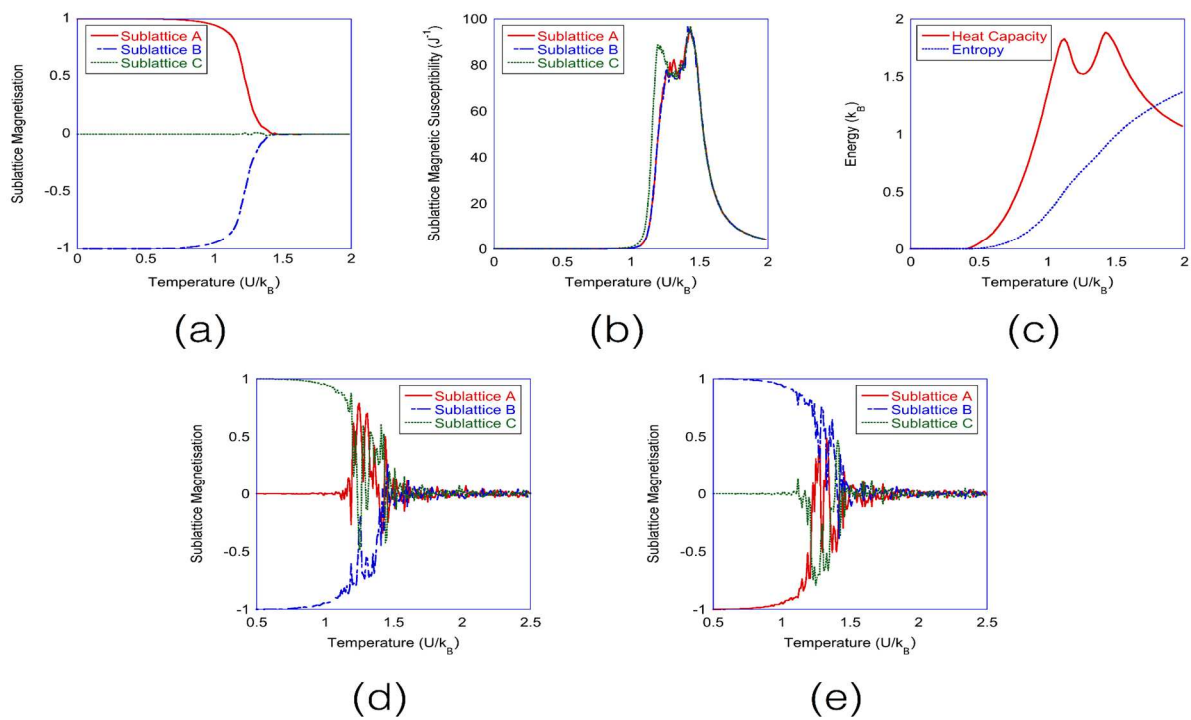 Sublattice Magnetisation
1
0.5
0
-0.5
-1
Sublattice A
Sublattice B
Sublattice C
0
0.5
1
1.5
2
Temperature (U/k_B)
(a)
Sublattice Magnetic Susceptibility (J⁻¹)
100
80
60
40
20
0
Sublattice A
Sublattice B
Sublattice C
0
0.5
1
1.5
2
Temperature (U/k_B)
(b)
Energy (k_B)
2
1.5
1
0.5
0
Heat Capacity
Entropy
0
0.5
1
1.5
2
Temperature (U/k_B)
(c)
Sublattice Magnetisation
1
0.5
0
-0.5
-1
Sublattice A
Sublattice B
Sublattice C
0.5
1
1.5
2
2.5
Temperature (U/k_B)
(d)
Sublattice Magnetisation
1
0.5
0
-0.5
-1
Sublattice A
Sublattice B
Sublattice C
0.5
1
1.5
2
2.5
Temperature (U/k_B)
(e)